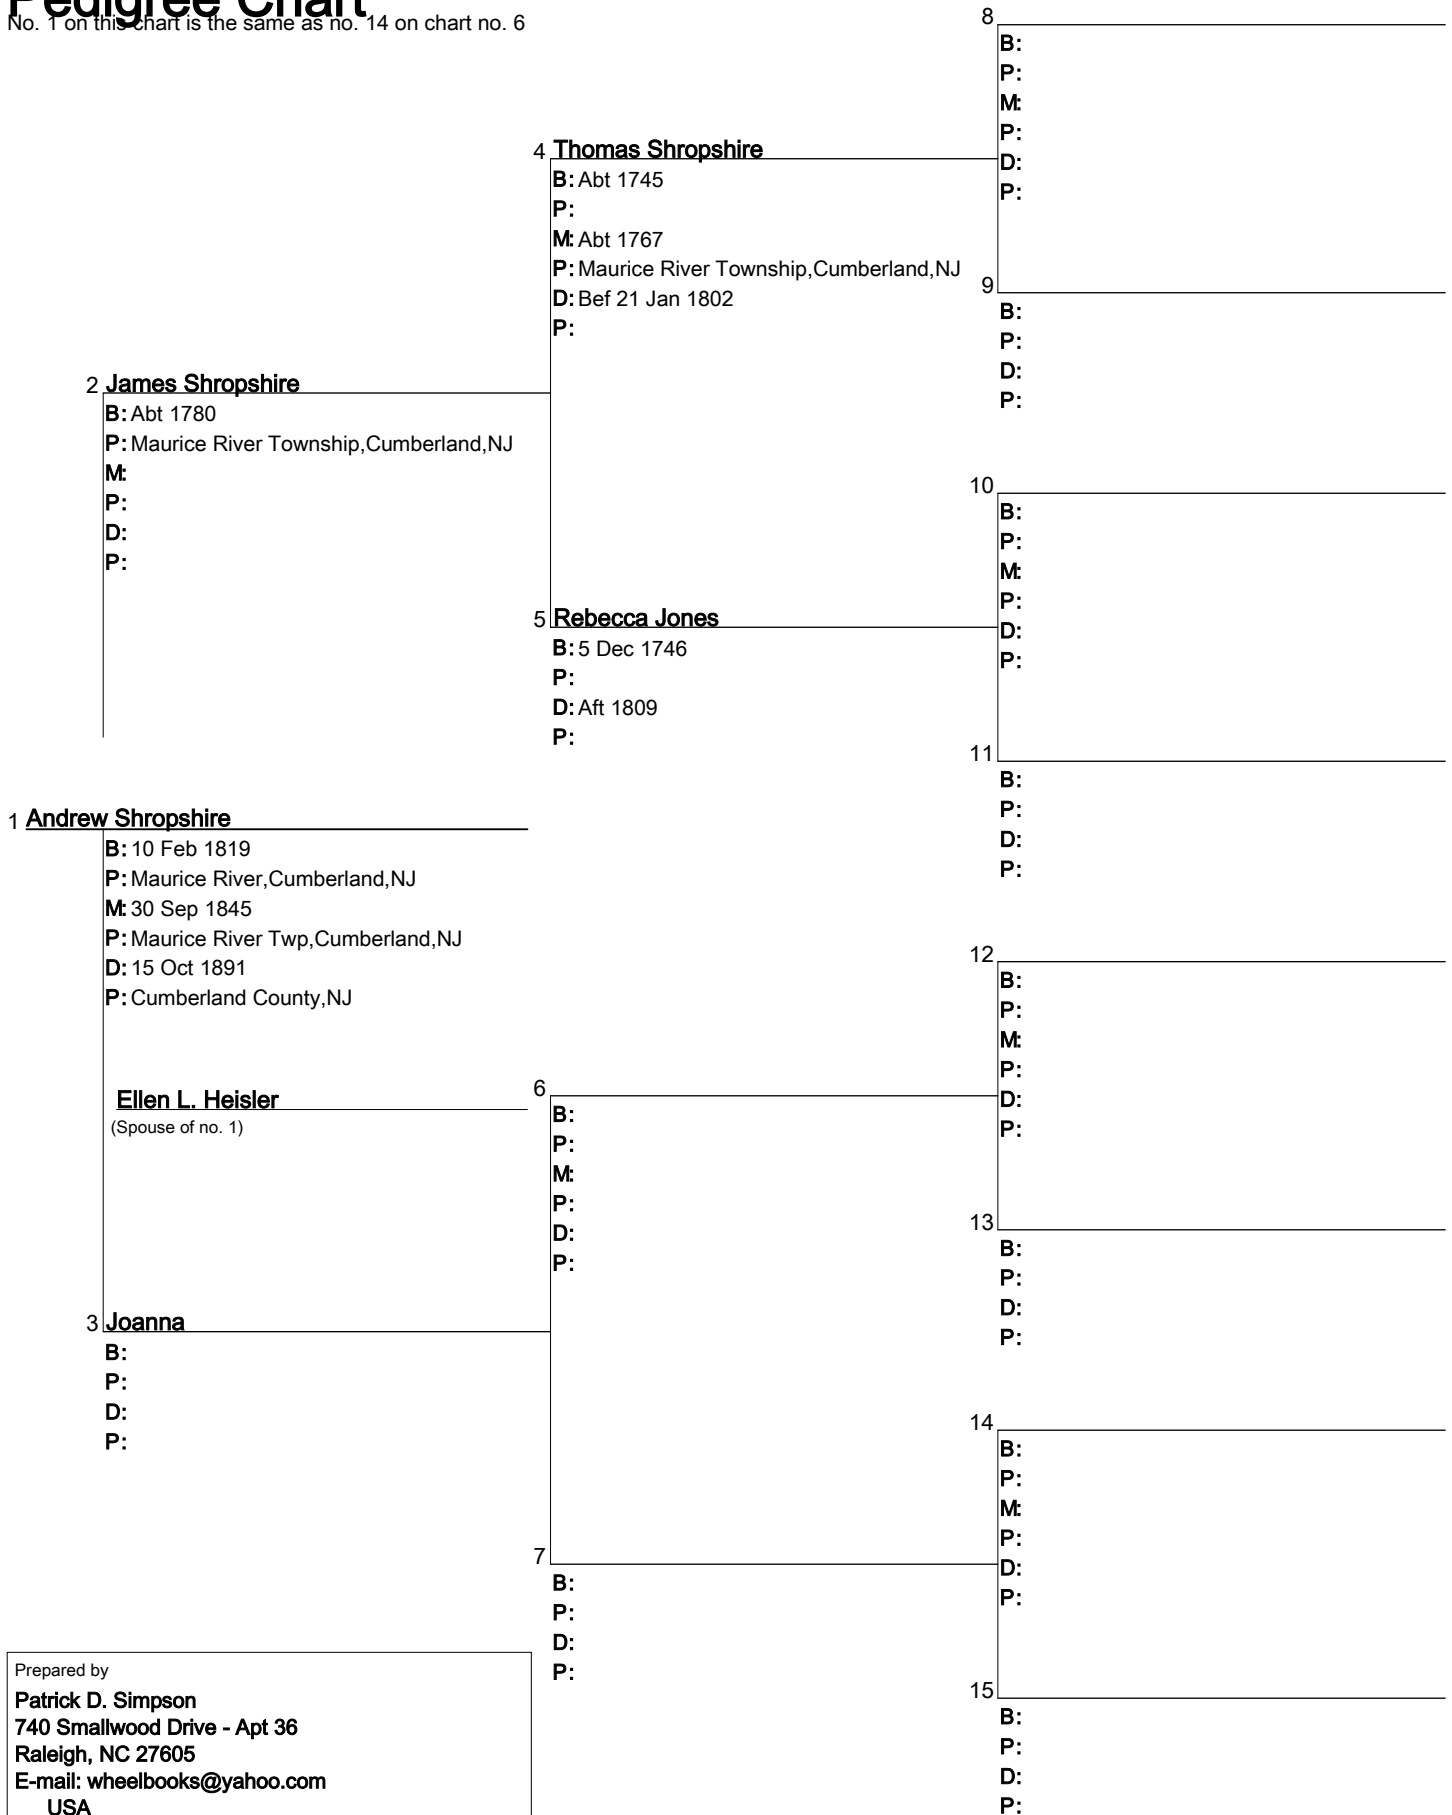 Pedigree Chart
No. 1 on this chart is the same as no. 14 on chart no. 6
1 Andrew Shropshire
B: 10 Feb 1819
P: Maurice River,Cumberland,NJ
M: 30 Sep 1845
P: Maurice River Twp,Cumberland,NJ
D: 15 Oct 1891
P: Cumberland County,NJ
Ellen L. Heisler
(Spouse of no. 1)
2 James Shropshire
B: Abt 1780
P: Maurice River Township,Cumberland,NJ
M:
P:
D:
P:
3 Joanna
B:
P:
D:
P:
4 Thomas Shropshire
B: Abt 1745
P:
M: Abt 1767
P: Maurice River Township,Cumberland,NJ
D: Bef 21 Jan 1802
P:
5 Rebecca Jones
B: 5 Dec 1746
P:
D: Aft 1809
P:
6
B:
P:
M:
P:
D:
P:
7
B:
P:
D:
P:
8
B:
P:
M:
P:
D:
P:
9
B:
P:
D:
P:
10
B:
P:
M:
P:
D:
P:
11
B:
P:
D:
P:
12
B:
P:
M:
P:
D:
P:
13
B:
P:
D:
P:
14
B:
P:
M:
P:
D:
P:
15
B:
P:
D:
P:
Prepared by
Patrick D. Simpson
740 Smallwood Drive - Apt 36
Raleigh, NC 27605
E-mail: wheelbooks@yahoo.com
USA